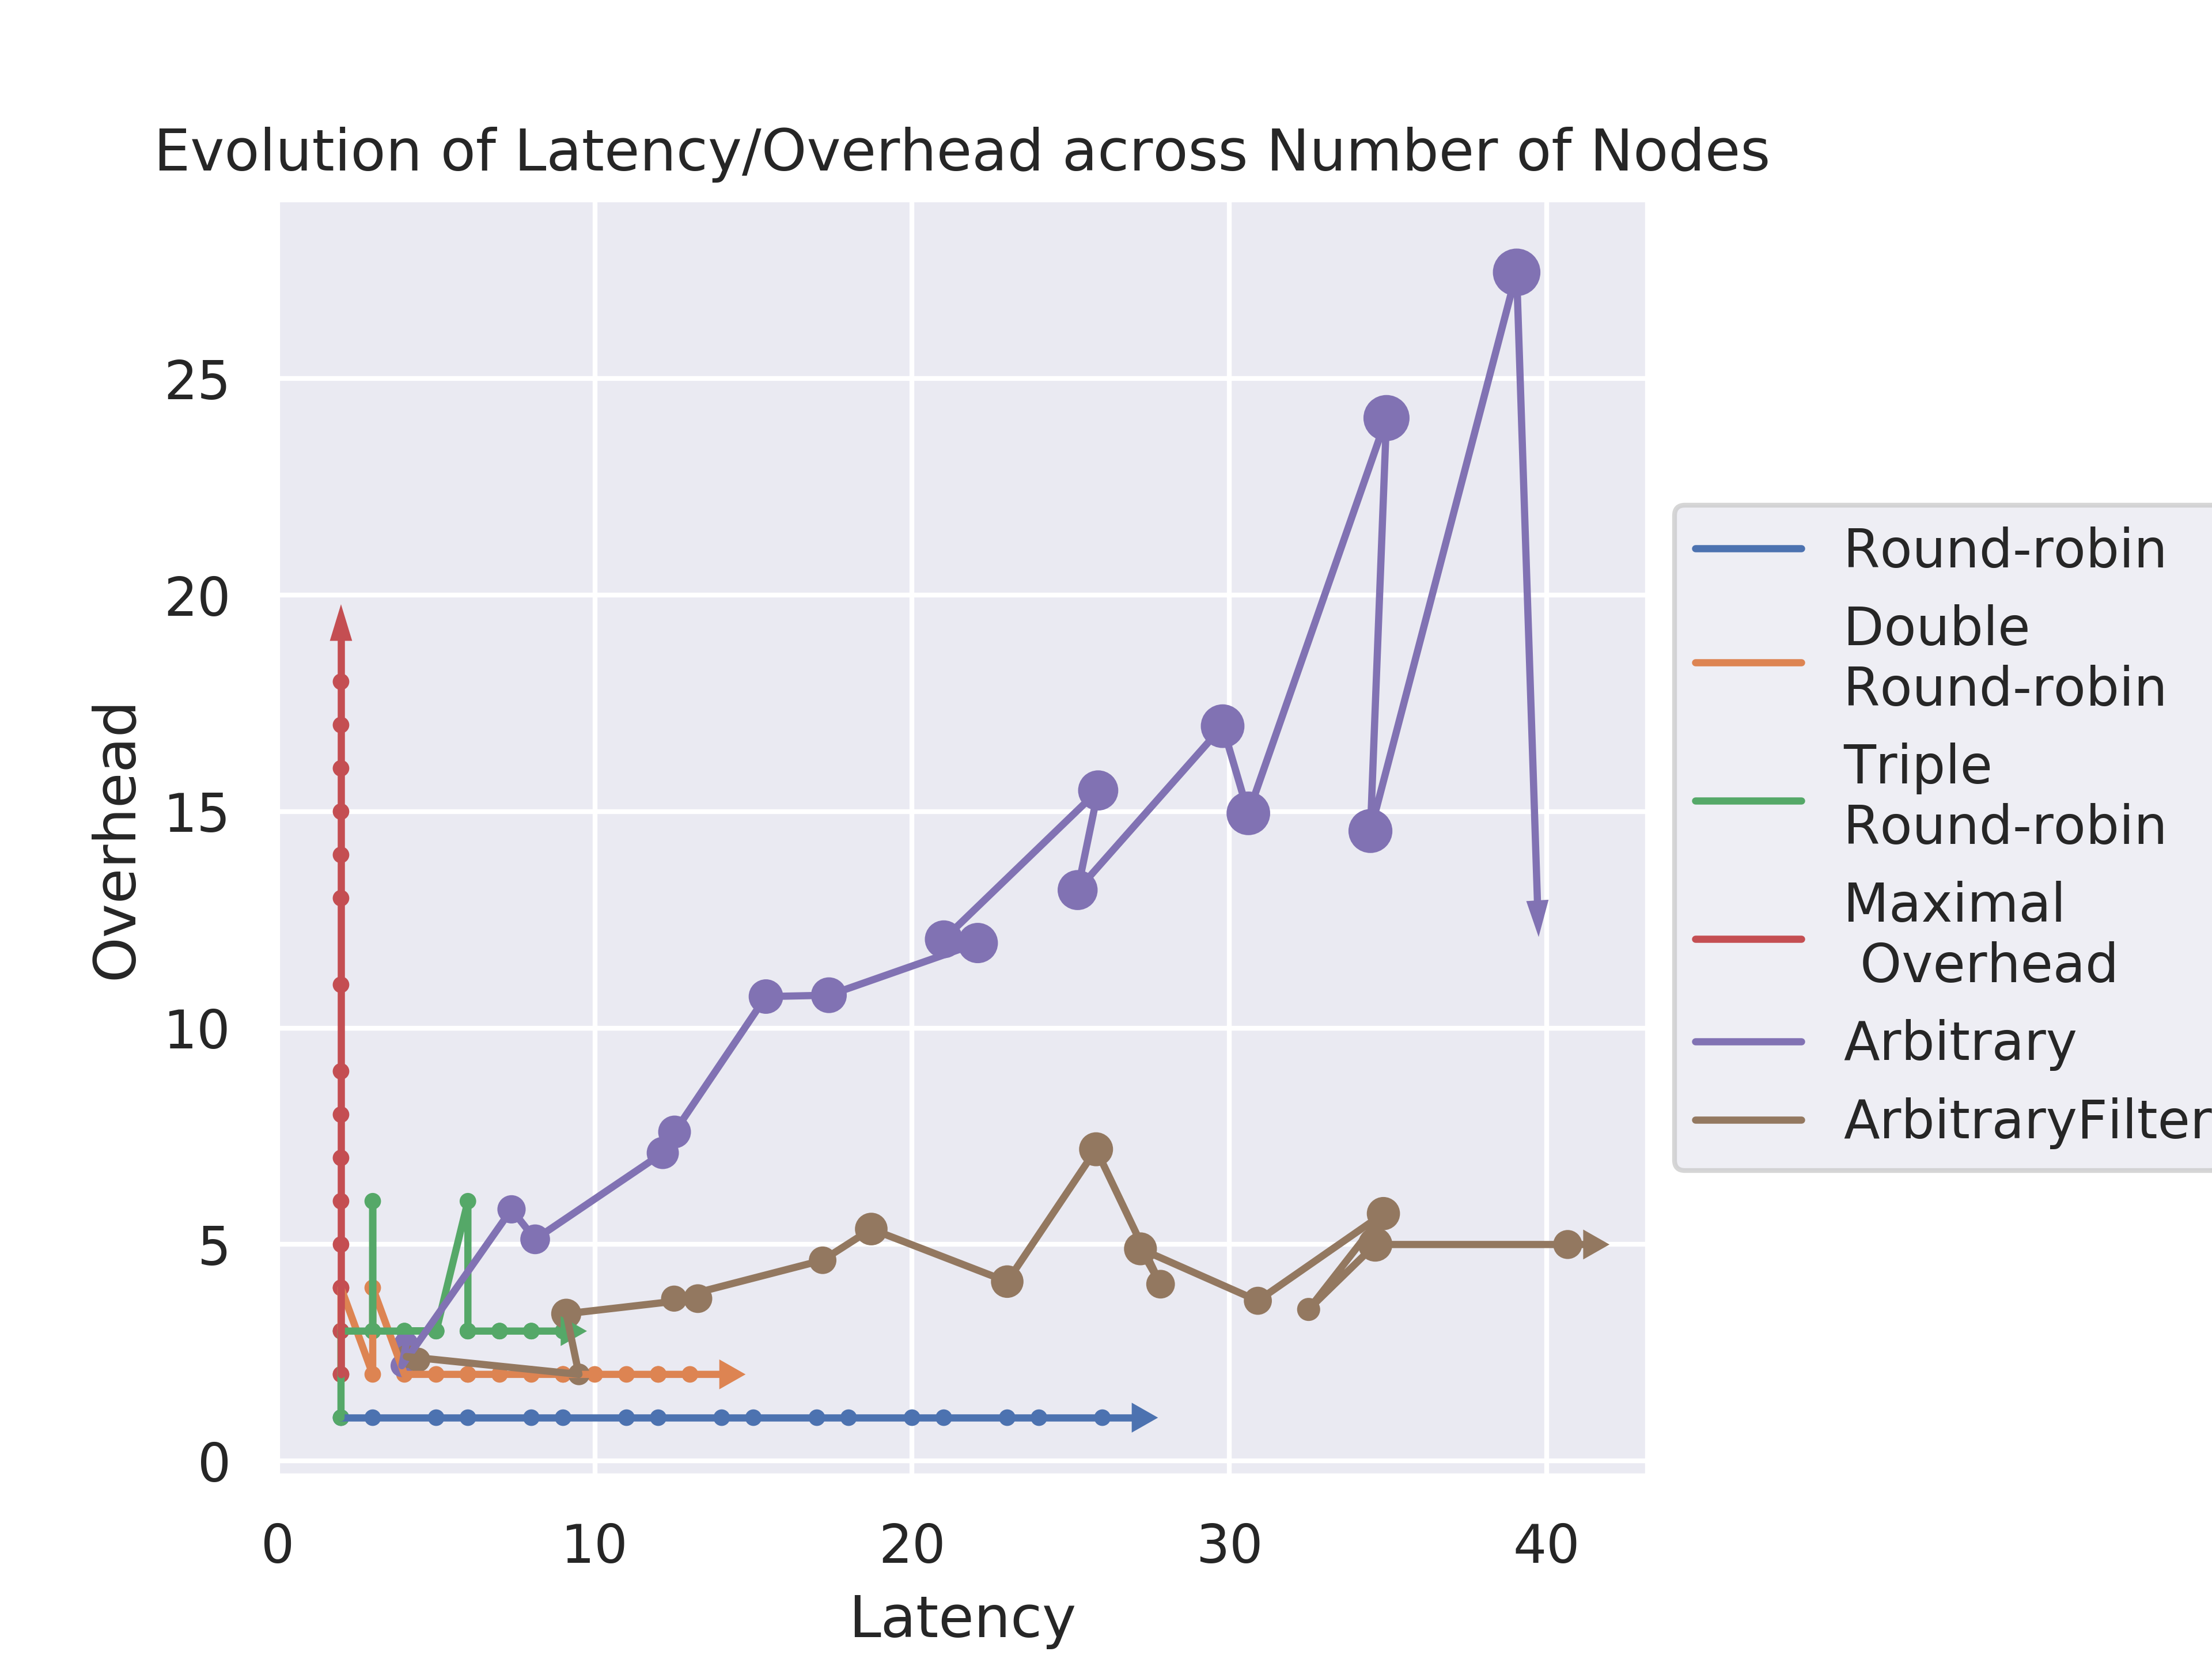 Evolution of Latency/Overhead across Number of Nodes
25
20
15
10
5
0
Overhead
0 10 20 30 40
Latency
Round-robin
Double
Round-robin
Triple
Round-robin
Maximal
Overhead
Arbitrary
ArbitraryFilter